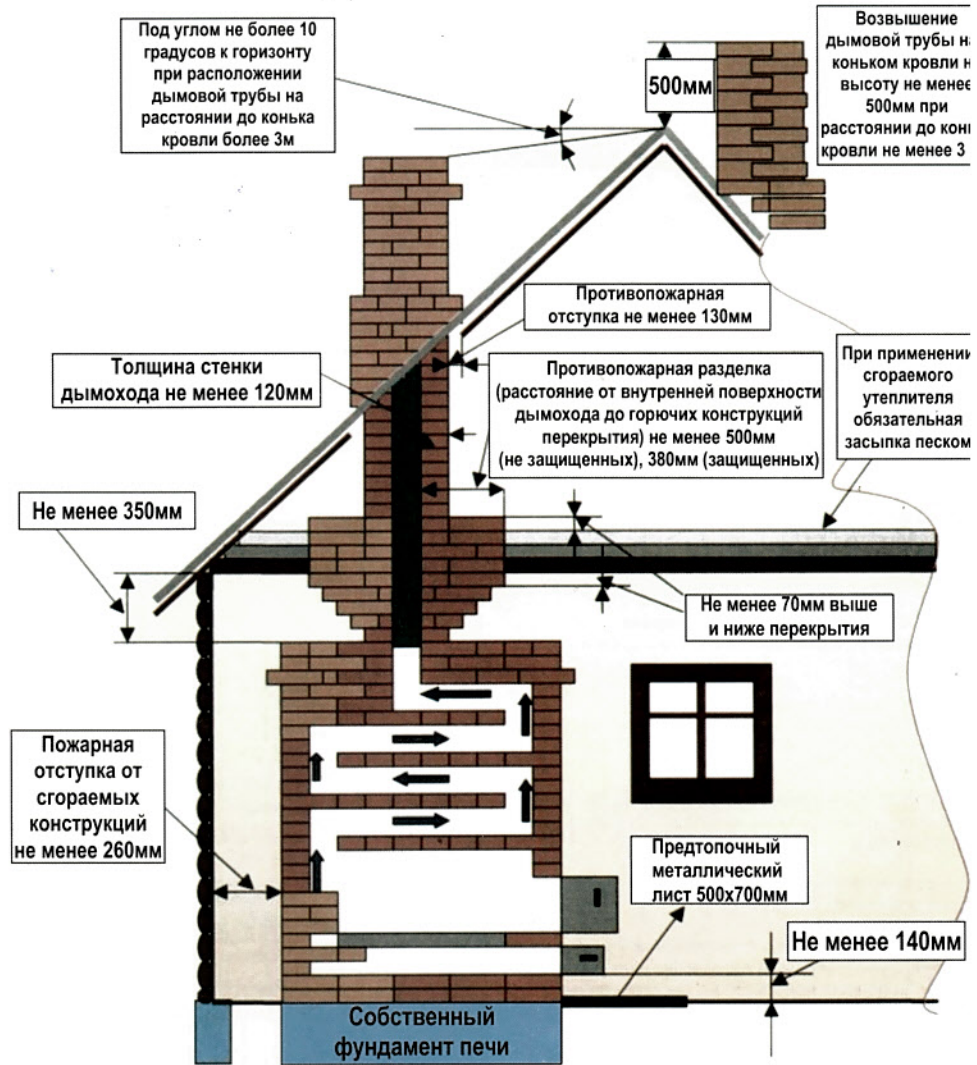 Под углом не более 10
градусов к горизонту
при расположении
дымовой трубы на
расстоянии до конька
кровли более 3м
500мм
Возвышение
дымовой трубы на
коньком кровли н
высоту не менее
500мм при
расстоянии до конь
кровли не менее 3
Противопожарная
отступка не менее 130мм
Толщина стенки
дымохода не менее 120мм
Противопожарная разделка
(расстояние от внутренней поверхности
дымохода до горючих конструкций
перекрытия) не менее 500мм
(не защищенных), 380мм (защищенных)
При применении
сгораемого
утеплителя
обязательная
засыпка песком
Не менее 350мм
Не менее 70мм выше
и ниже перекрытия
Пожарная
отступка от
сгораемых
конструкций
не менее 260мм
Предтопочный
металлический
лист 500х700мм
Не менее 140мм
Собственный
фундамент печи